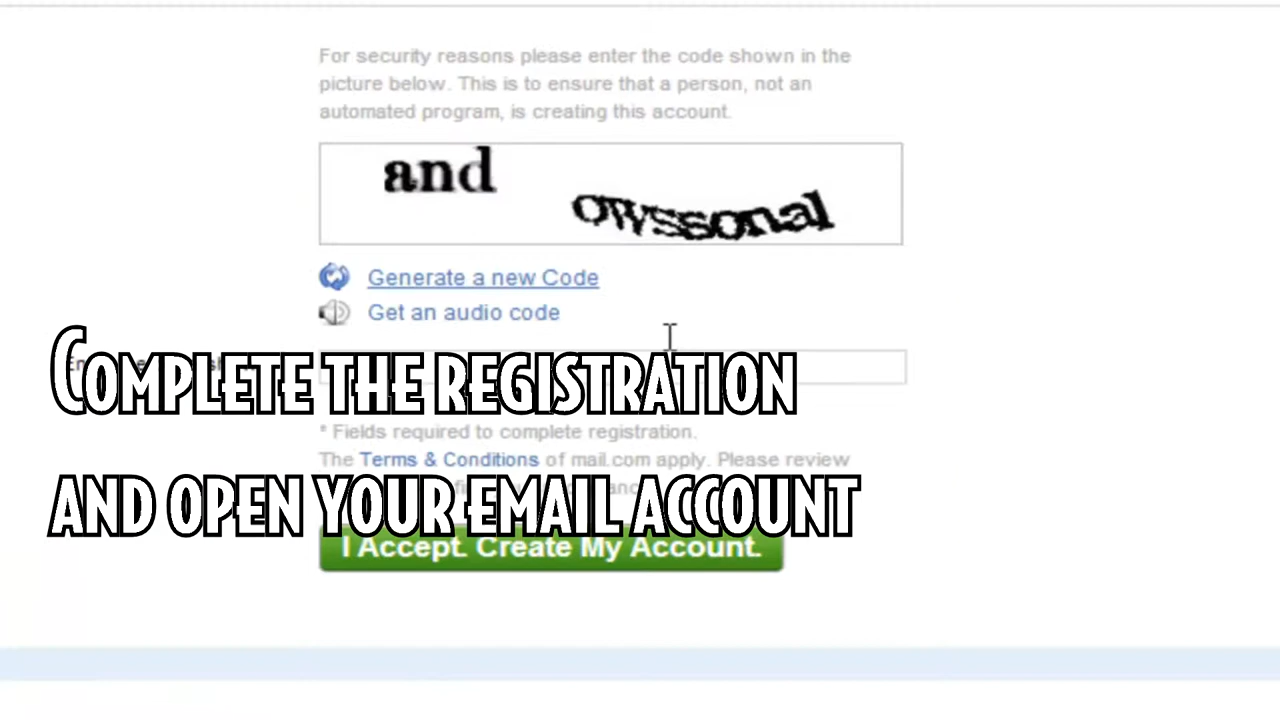 For security reasons please enter the code shown in the
picture below. This is to ensure that a person, not an
automated program, is creating this account.
and owssonal
Generate a new Code
Get an audio code
Complete the registration
* Fields required to complete registration.
The Terms & Conditions of mail.com apply. Please review
and open your email account
I Accept. Create My Account.